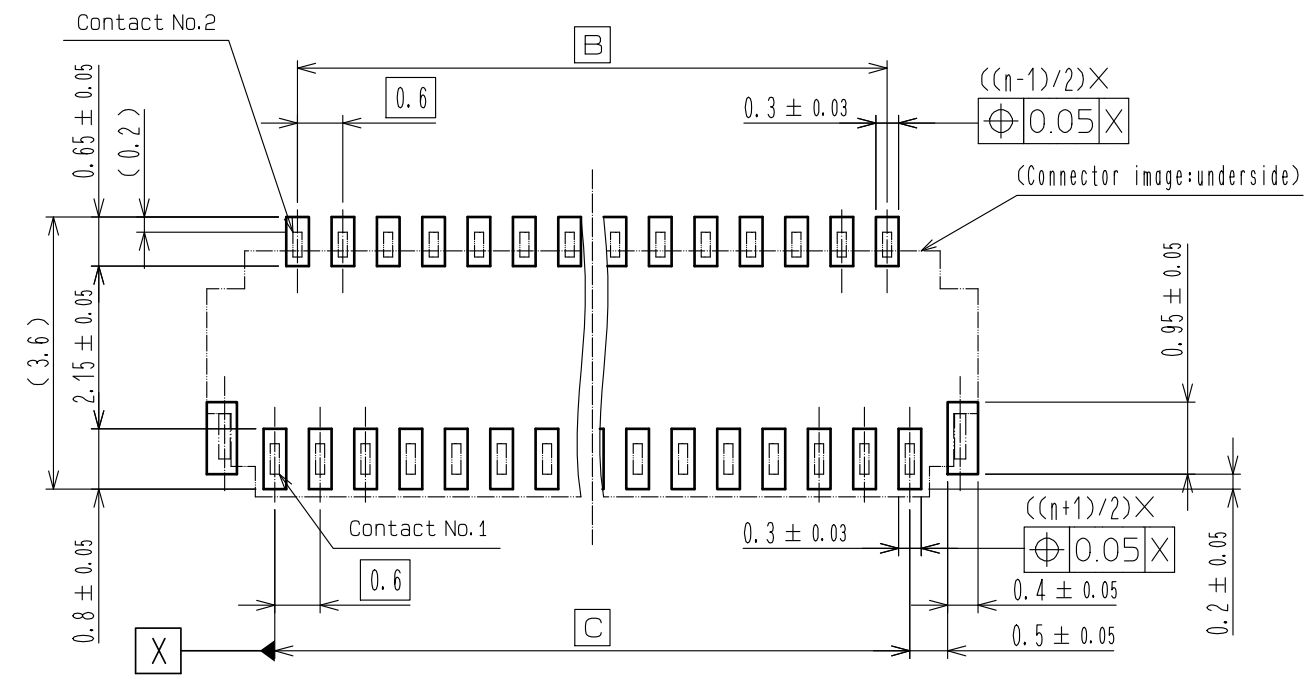 Contact No.2
B
0.6
0.3 ± 0.03
((n-1)/2)X
⌖ 0.05 X
(Connector image:underside)
0.65 ± 0.05
(0.2)
(3.6)
2.15 ± 0.05
0.8 ± 0.05
0.95 ± 0.05
Contact No.1
0.6
0.3 ± 0.03
((n+1)/2)X
⌖ 0.05 X
0.4 ± 0.05
0.2 ± 0.05
0.5 ± 0.05
C
X